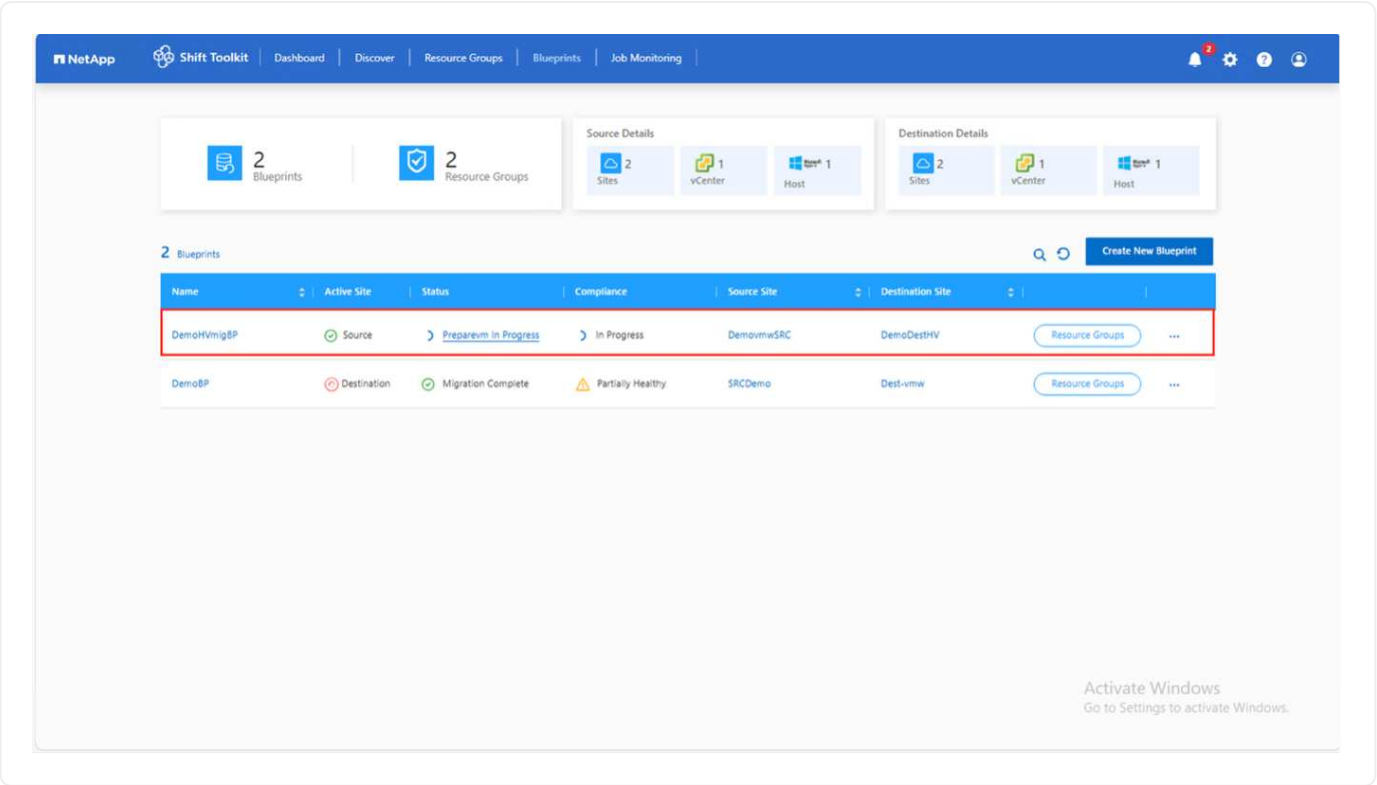 NetApp Shift Toolkit Dashboard Discover Resource Groups Blueprints Job Monitoring 2
2 Blueprints
2 Resource Groups
Source Details
2 Sites
1 vCenter
1 Host
Destination Details
2 Sites
1 vCenter
1 Host
2 Blueprints Create New Blueprint
Name Active Site Status Compliance Source Site Destination Site
DemoHVmigBP Source Preparevm In Progress In Progress DemovmwSRC DemoDestHV Resource Groups ...
DemoBP Destination Migration Complete Partially Healthy SRCDemo Dest-vmw Resource Groups ...
Activate Windows
Go to Settings to activate Windows.